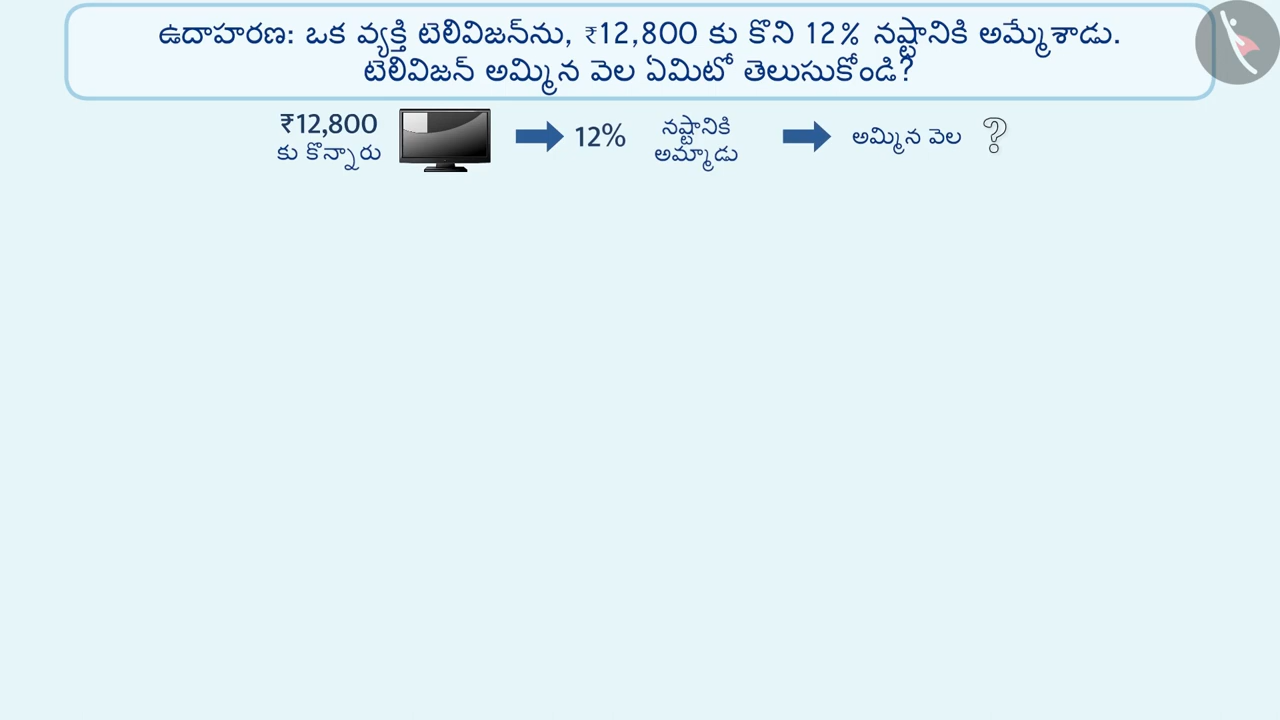 ఉదాహరణ: ఒక వ్యక్తి టెలివిజన్‌ను, ₹12,800 కు కొని 12% నష్టానికి అమ్మేశాడు.
టెలివిజన్ అమ్మిన వెల ఏమిటో తెలుసుకోండి?
₹12,800
కు కొన్నారు
12%
నష్టానికి
అమ్మాడు
అమ్మిన వెల ?